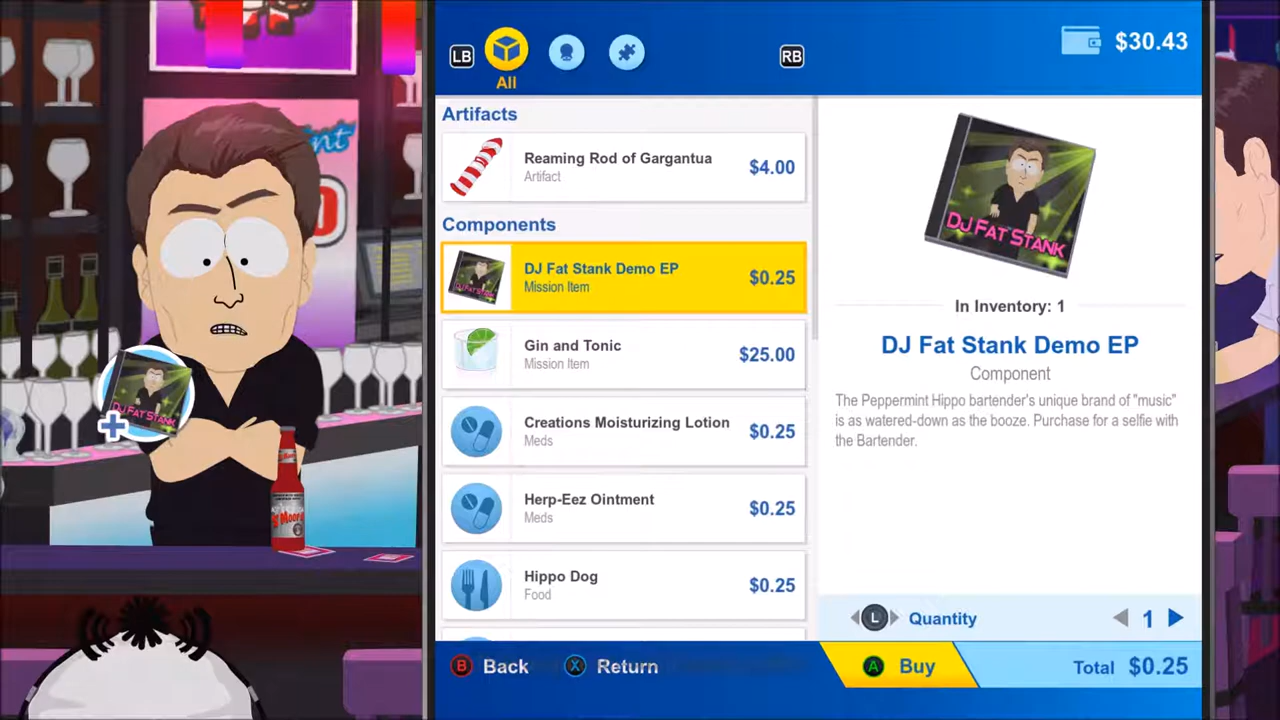 LB
All
RB
$30.43
Artifacts
Reaming Rod of Gargantua
Artifact
$4.00
Components
DJ Fat Stank Demo EP
Mission Item
$0.25
Gin and Tonic
Mission Item
$25.00
Creations Moisturizing Lotion
Meds
$0.25
Herp-Eez Ointment
Meds
$0.25
Hippo Dog
Food
$0.25
DJ FAT STANK
In Inventory: 1
DJ Fat Stank Demo EP
Component
The Peppermint Hippo bartender's unique brand of "music"
is as watered-down as the booze. Purchase for a selfie with
the Bartender.
L Quantity 1
B Back X Return
A Buy
Total $0.25
DJ FAT STANK